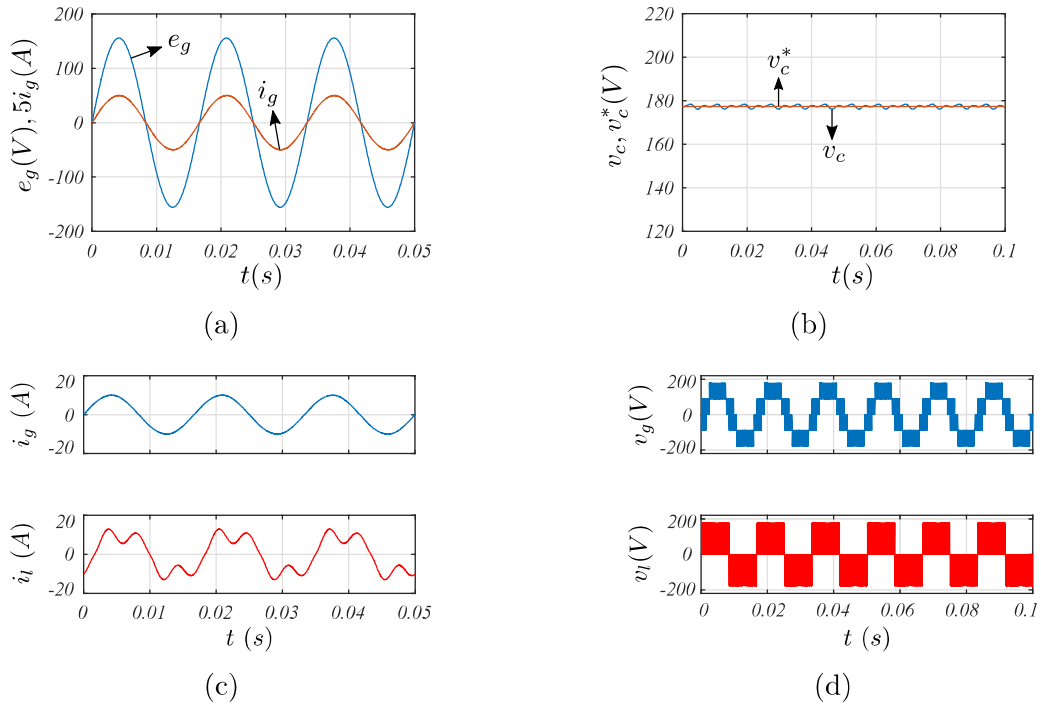 e_g(V), 5i_g(A)
200
100
0
-100
-200
e_g
i_g
0 0.01 0.02 0.03 0.04 0.05
t(s)
(a)
v_c, v_c^*(V)
220
200
180
160
140
120
v_c^*
v_c
0 0.02 0.04 0.06 0.08 0.1
t(s)
(b)
i_g (A)
20
0
-20
i_l (A)
20
0
-20
0 0.01 0.02 0.03 0.04 0.05
t (s)
(c)
v_g(V)
200
0
-200
v_l(V)
200
0
-200
0 0.02 0.04 0.06 0.08 0.1
t (s)
(d)